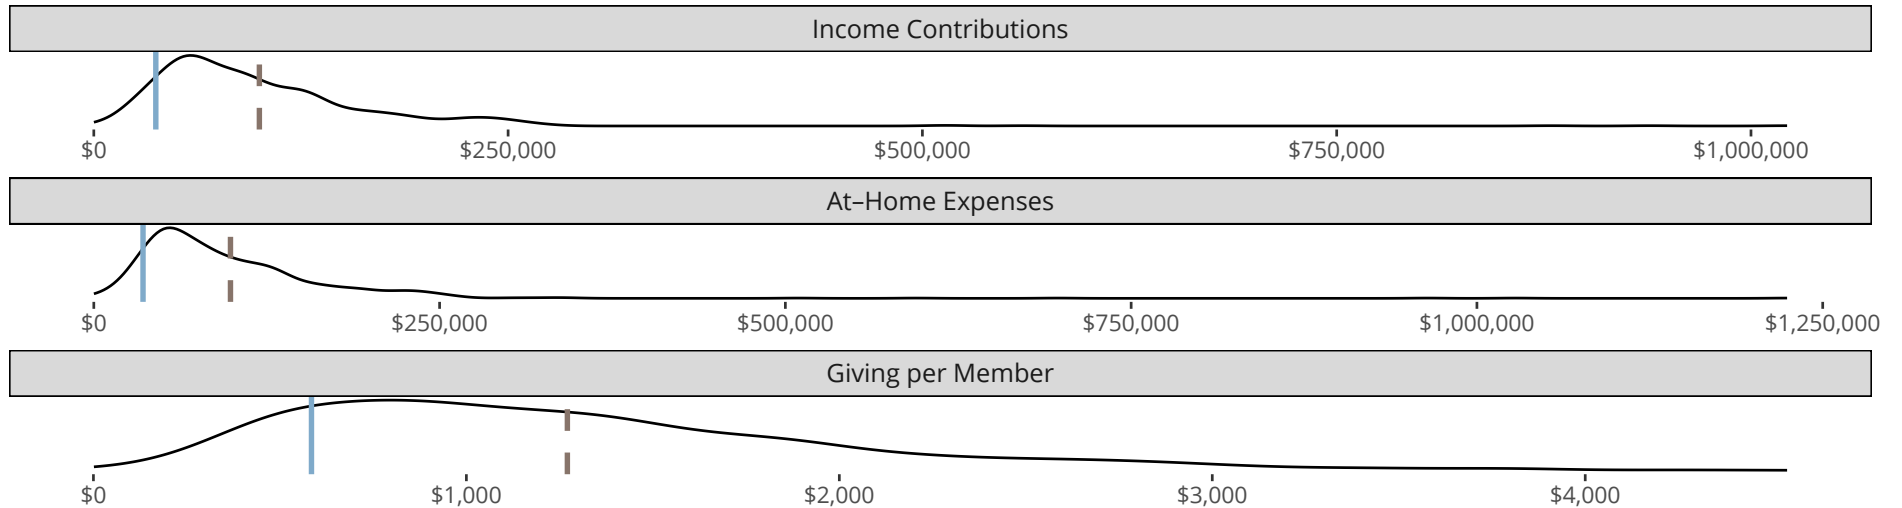 Income Contributions
$0 $250,000 $500,000 $750,000 $1,000,000
At–Home Expenses
$0 $250,000 $500,000 $750,000 $1,000,000 $1,250,000
Giving per Member
$0 $1,000 $2,000 $3,000 $4,000